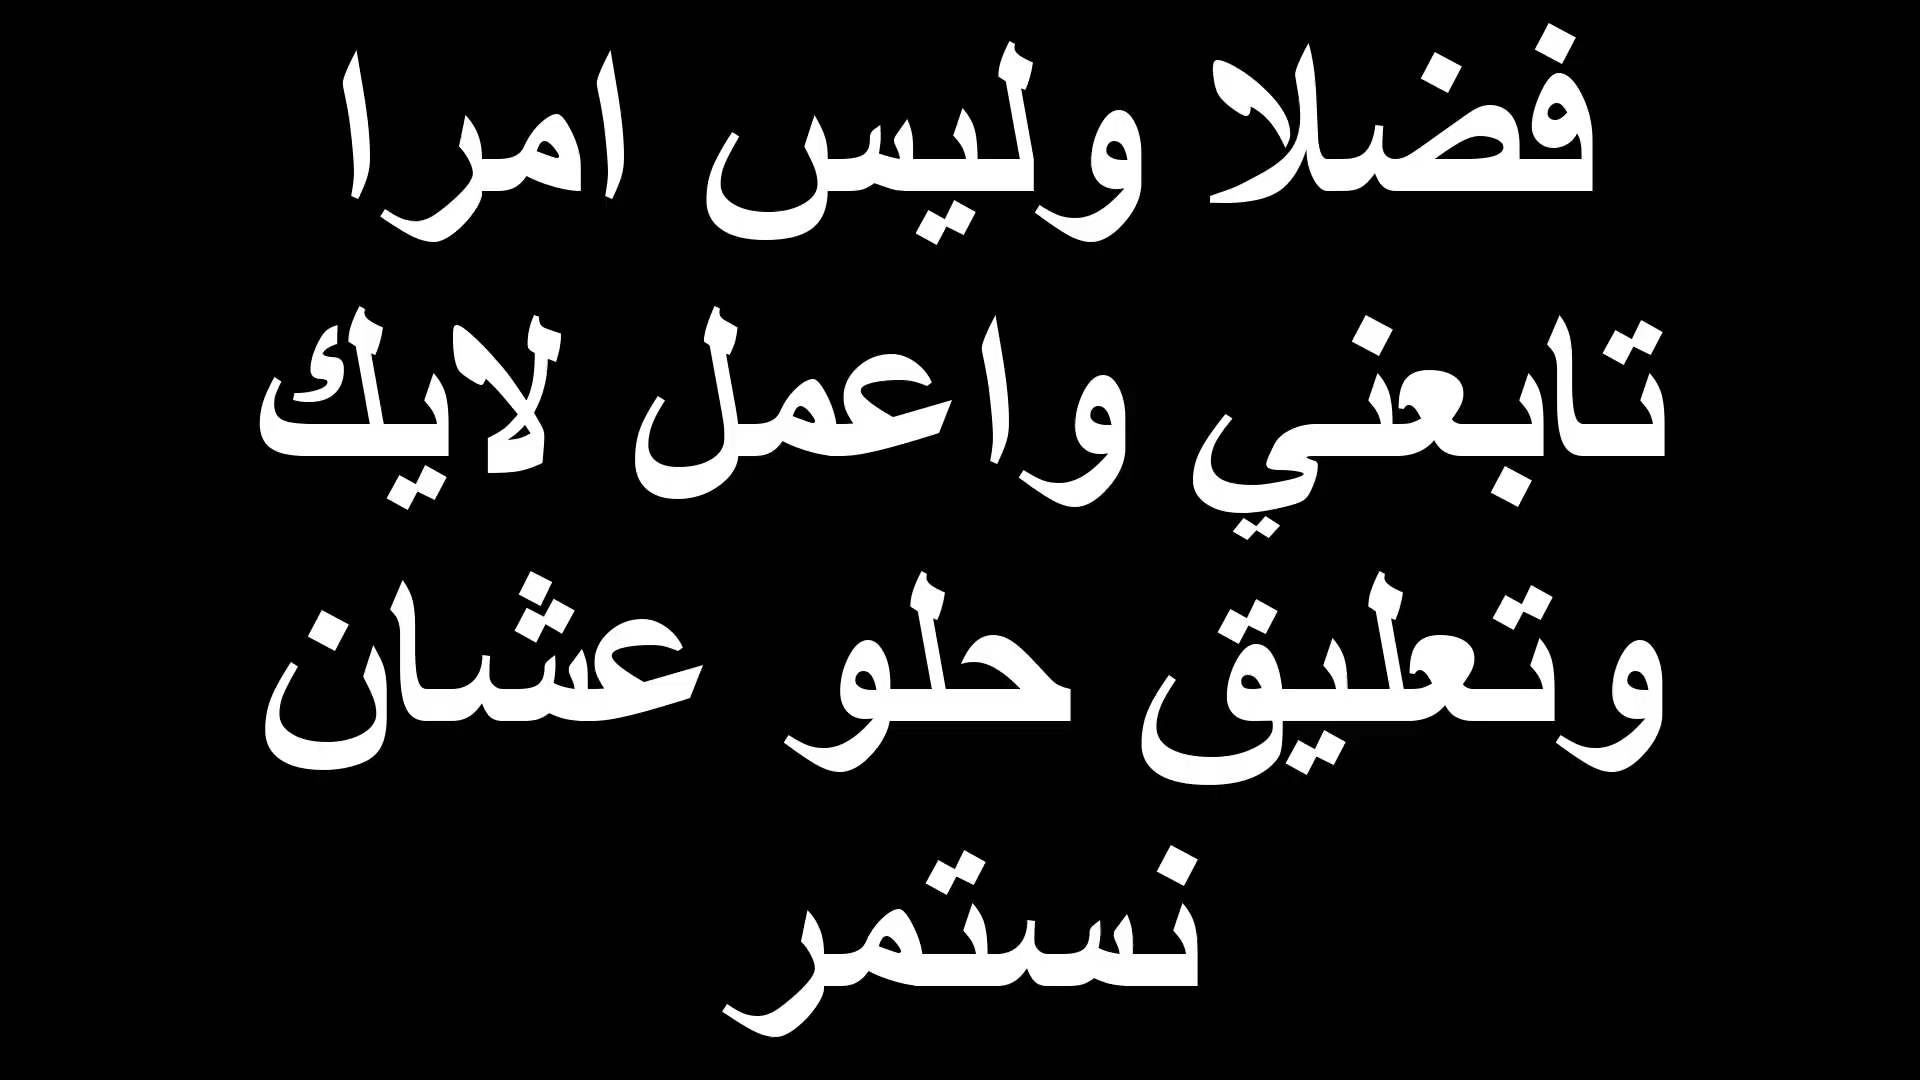 فضلا وليس امرا
تابعني واعمل لايك
وتعليق حلو عشان
نستمر